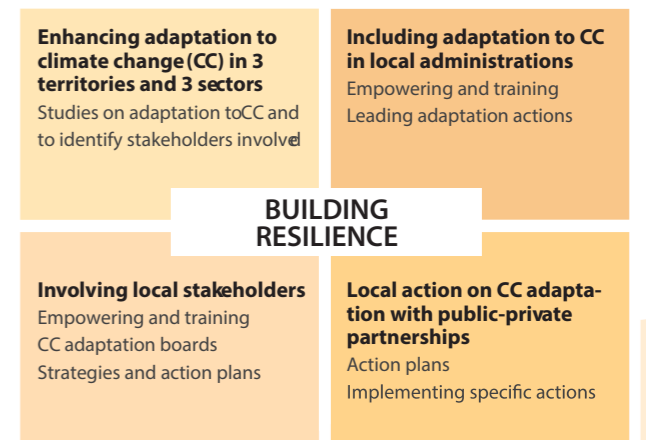 Enhancing adaptation to
climate change (CC) in 3
territories and 3 sectors
Studies on adaptation toCC and
to identify stakeholders involved
Including adaptation to CC
in local administrations
Empowering and training
Leading adaptation actions
BUILDING
RESILIENCE
Involving local stakeholders
Empowering and training
CC adaptation boards
Strategies and action plans
Local action on CC adapta-
tion with public-private
partnerships
Action plans
Implementing specific actions